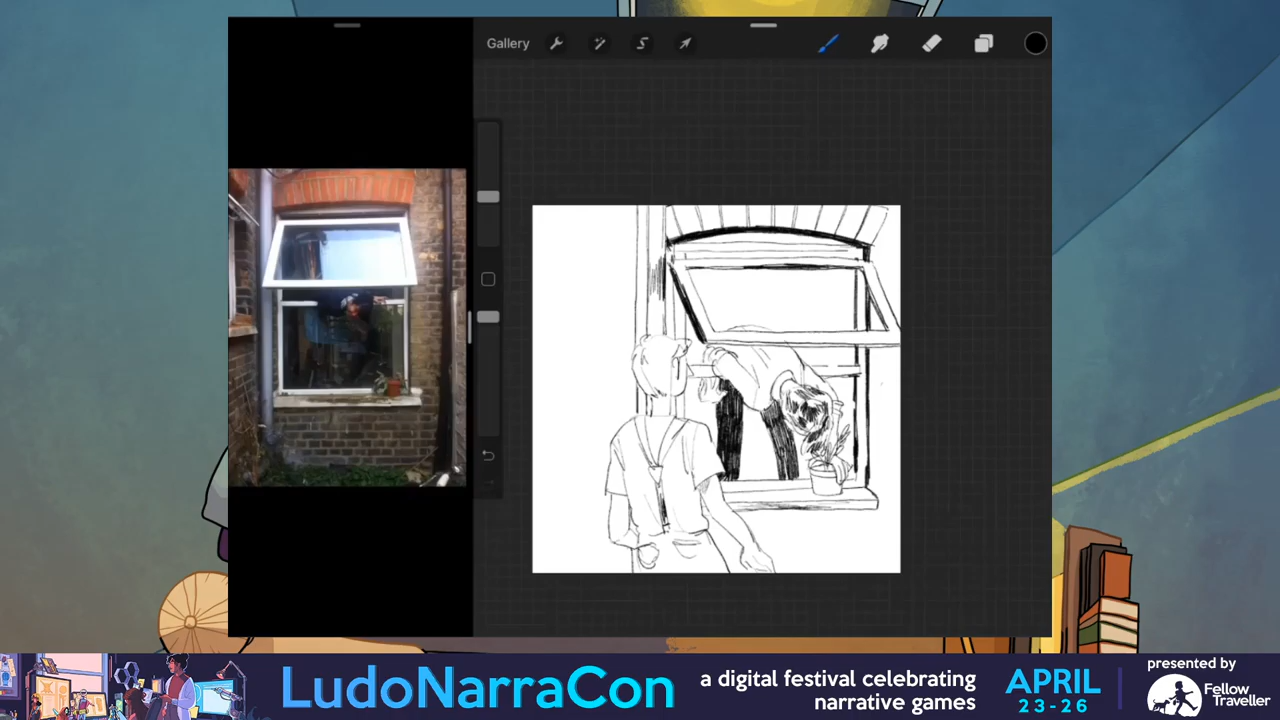 Gallery
LudoNarraCon
a digital festival celebrating
narrative games
APRIL
23-26
presented by
Fellow
Traveller